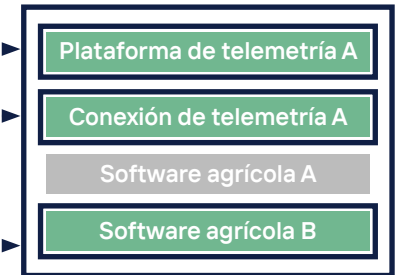 Plataforma de telemetría A
Conexión de telemetría A
Software agrícola A
Software agrícola B